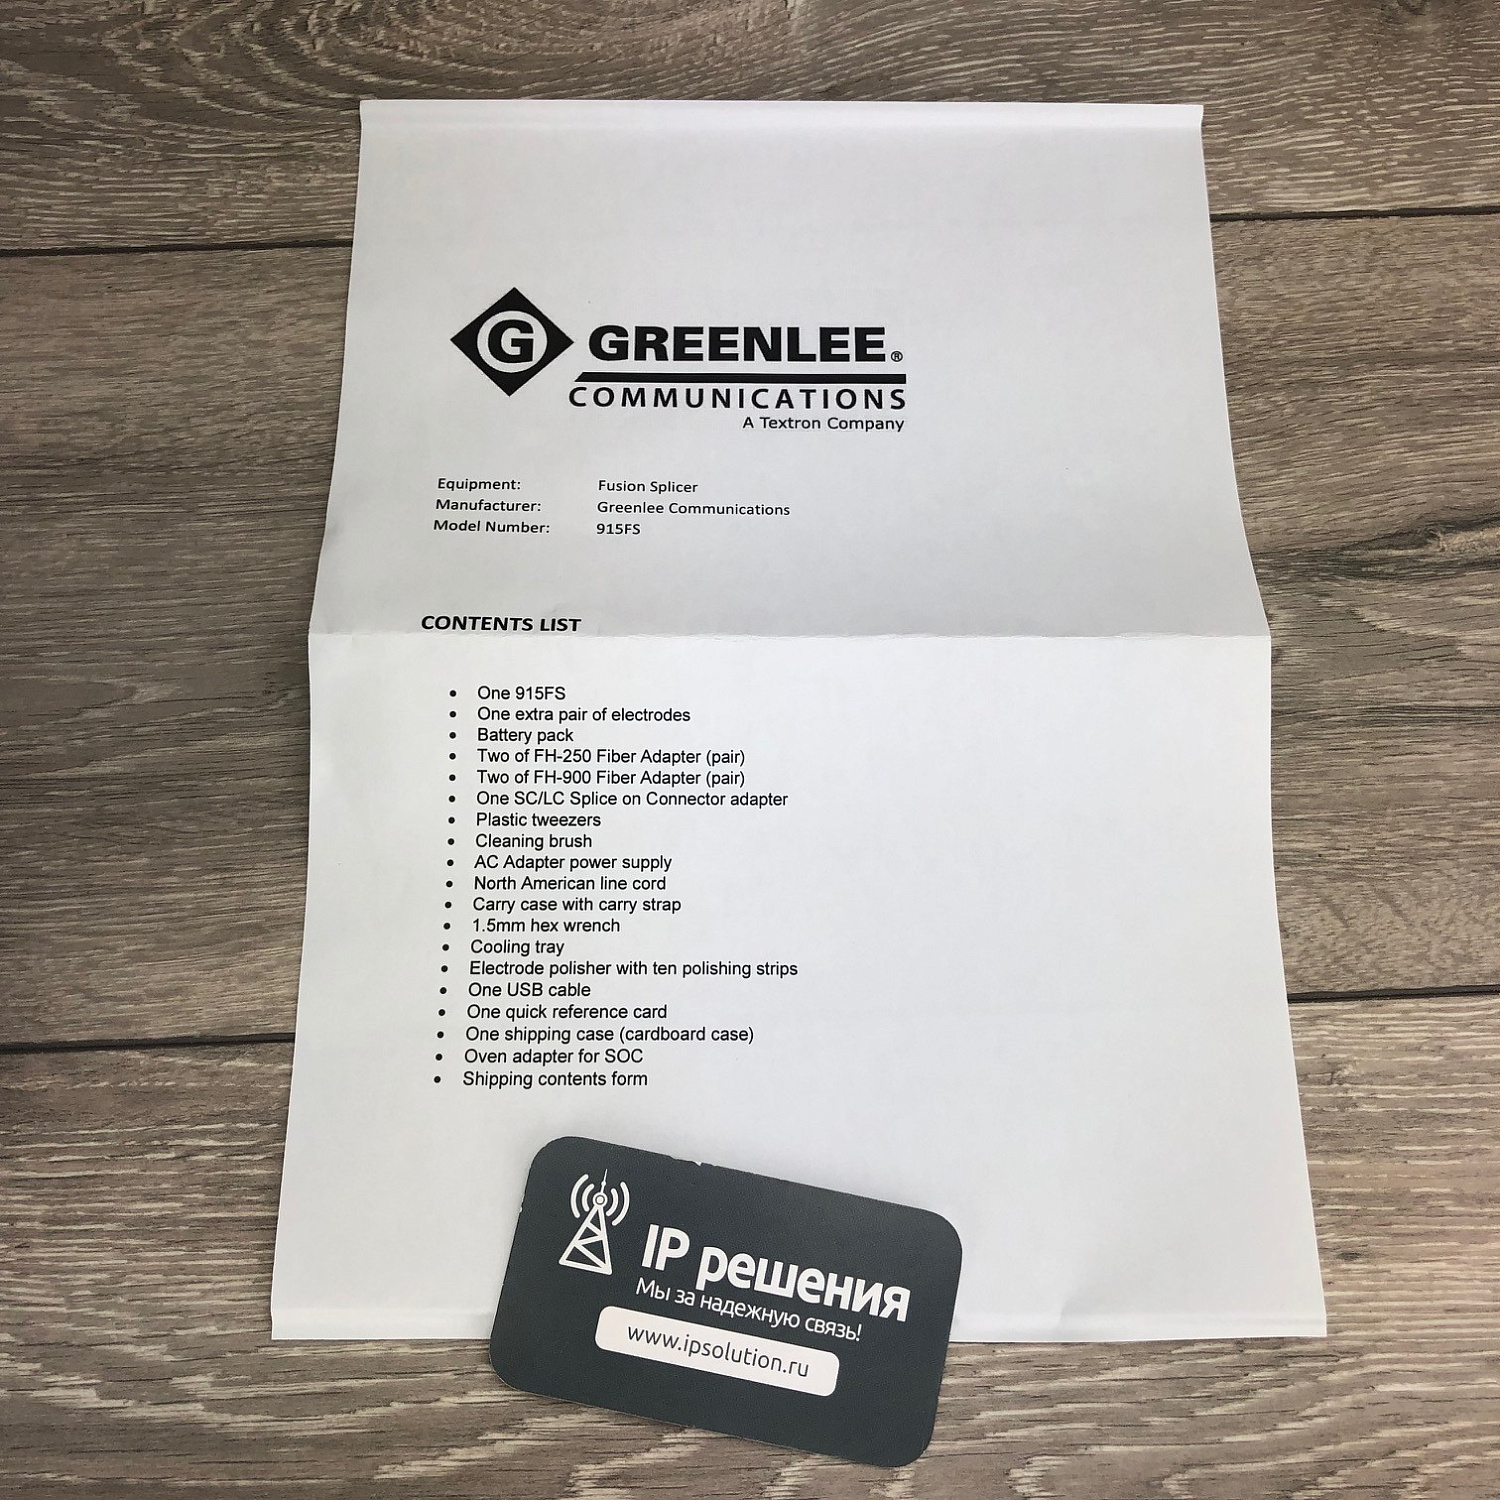 G GREENLEE®
COMMUNICATIONS
A Textron Company
Equipment: Fusion Splicer
Manufacturer: Greenlee Communications
Model Number: 915FS
CONTENTS LIST
• One 915FS
• One extra pair of electrodes
• Battery pack
• Two of FH-250 Fiber Adapter (pair)
• Two of FH-900 Fiber Adapter (pair)
• One SC/LC Splice on Connector adapter
• Plastic tweezers
• Cleaning brush
• AC Adapter power supply
• North American line cord
• Carry case with carry strap
• 1.5mm hex wrench
• Cooling tray
• Electrode polisher with ten polishing strips
• One USB cable
• One quick reference card
• One shipping case (cardboard case)
• Oven adapter for SOC
• Shipping contents form
IP решения
Мы за надежную связь!
www.ipsolution.ru